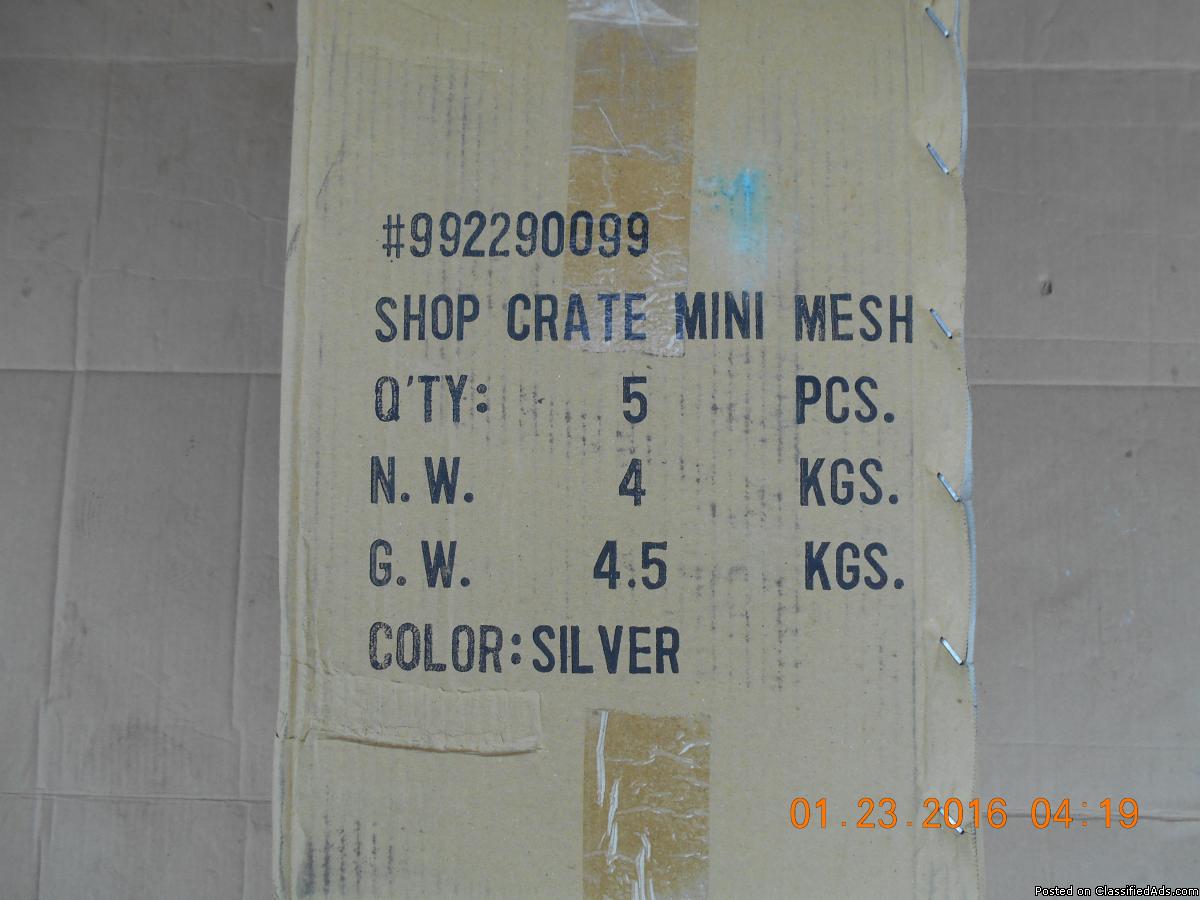 #992290099
SHOP CRATE MINI MESH
Q'TY: 5 PCS.
N.W. 4 KGS.
G.W. 4.5 KGS.
COLOR:SILVER
01.23.2016 04:19
Posted on ClassifiedAds.com